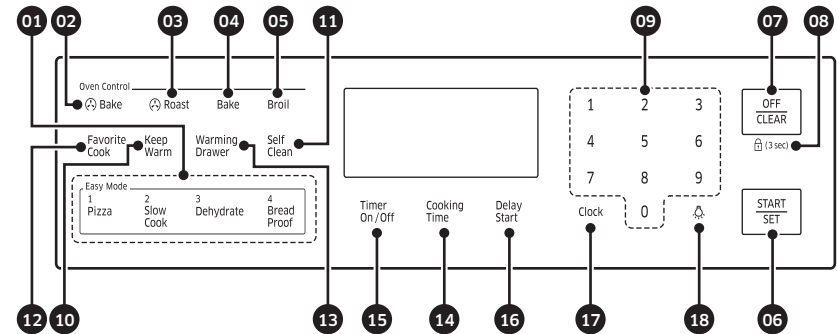 01 02 03 04 05 11 09 07 08
Oven Control
Bake Roast Bake Broil
Favorite Cook
Keep Warm
Warming Drawer
Self Clean
Easy Mode
1 Pizza
2 Slow Cook
3 Dehydrate
4 Bread Proof
Timer On/Off
Cooking Time
Delay Start
1 2 3
4 5 6
7 8 9
Clock 0
OFF
CLEAR
(3 sec)
START
SET
12 10 13 15 14 16 17 18 06